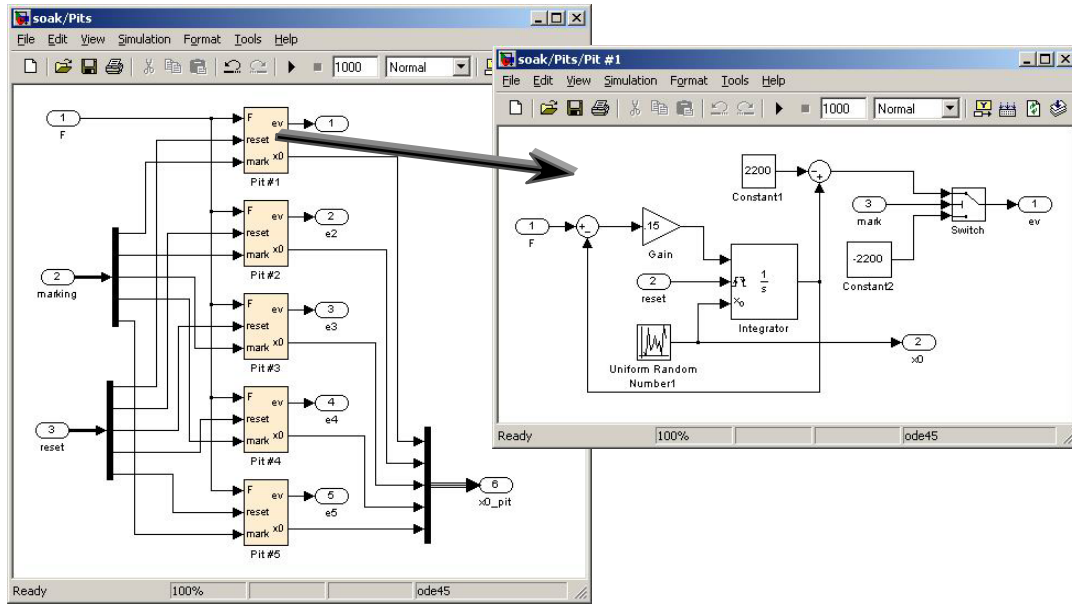 soak/Pits
File Edit View Simulation Format Tools Help
1000 Normal
1
F
2
marking
3
reset
F
reset
mark
ev
x0
Pit #1
1
F
reset
mark
ev
x0
Pit #2
2
e2
F
reset
mark
ev
x0
Pit #3
3
e3
F
reset
mark
ev
x0
Pit #4
4
e4
F
reset
mark
ev
x0
Pit #5
5
e5
6
x0_pit
Ready 100% ode45
soak/Pits/Pit #1
File Edit View Simulation Format Tools Help
1000 Normal
2200
Constant1
1
F
.15
Gain
2
reset
1
s
xo
Integrator
Uniform Random
Number1
3
mark
-2200
Constant2
Switch
1
ev
2
x0
Ready 100% ode45